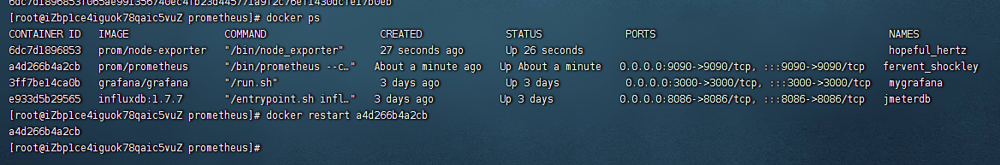 [root@iZbp1ce4iguok78qaic5vuZ prometheus]# docker ps
CONTAINER ID IMAGE COMMAND CREATED STATUS PORTS NAMES
6dc7d1896853 prom/node-exporter "/bin/node_exporter" 27 seconds ago Up 26 seconds hopeful_hertz
a4d266b4a2cb prom/prometheus "/bin/prometheus --c…" About a minute ago Up About a minute 0.0.0.0:9090->9090/tcp, :::9090->9090/tcp fervent_shockley
3ff7be14ca0b grafana/grafana "/run.sh" 3 days ago Up 3 days 0.0.0.0:3000->3000/tcp, :::3000->3000/tcp mygrafana
e933d5b29565 influxdb:1.7.7 "/entrypoint.sh infl…" 3 days ago Up 3 days 0.0.0.0:8086->8086/tcp, :::8086->8086/tcp jmeterdb
[root@iZbp1ce4iguok78qaic5vuZ prometheus]# docker restart a4d266b4a2cb
a4d266b4a2cb
[root@iZbp1ce4iguok78qaic5vuZ prometheus]#